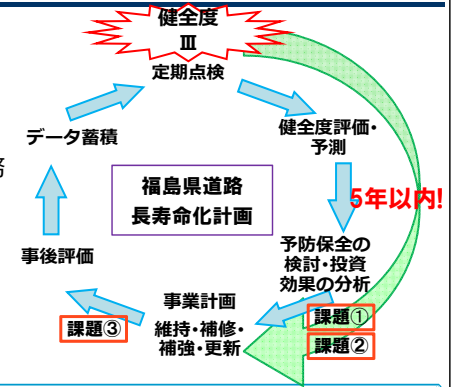 健全度
Ⅲ
定期点検
データ蓄積
健全度評価・
予測
務
福島県道路
長寿命化計画
5年以内!
事後評価
予防保全の
検討・投資
効果の分析
事業計画
課題①
課題③
維持・補修・
補強・更新
課題②